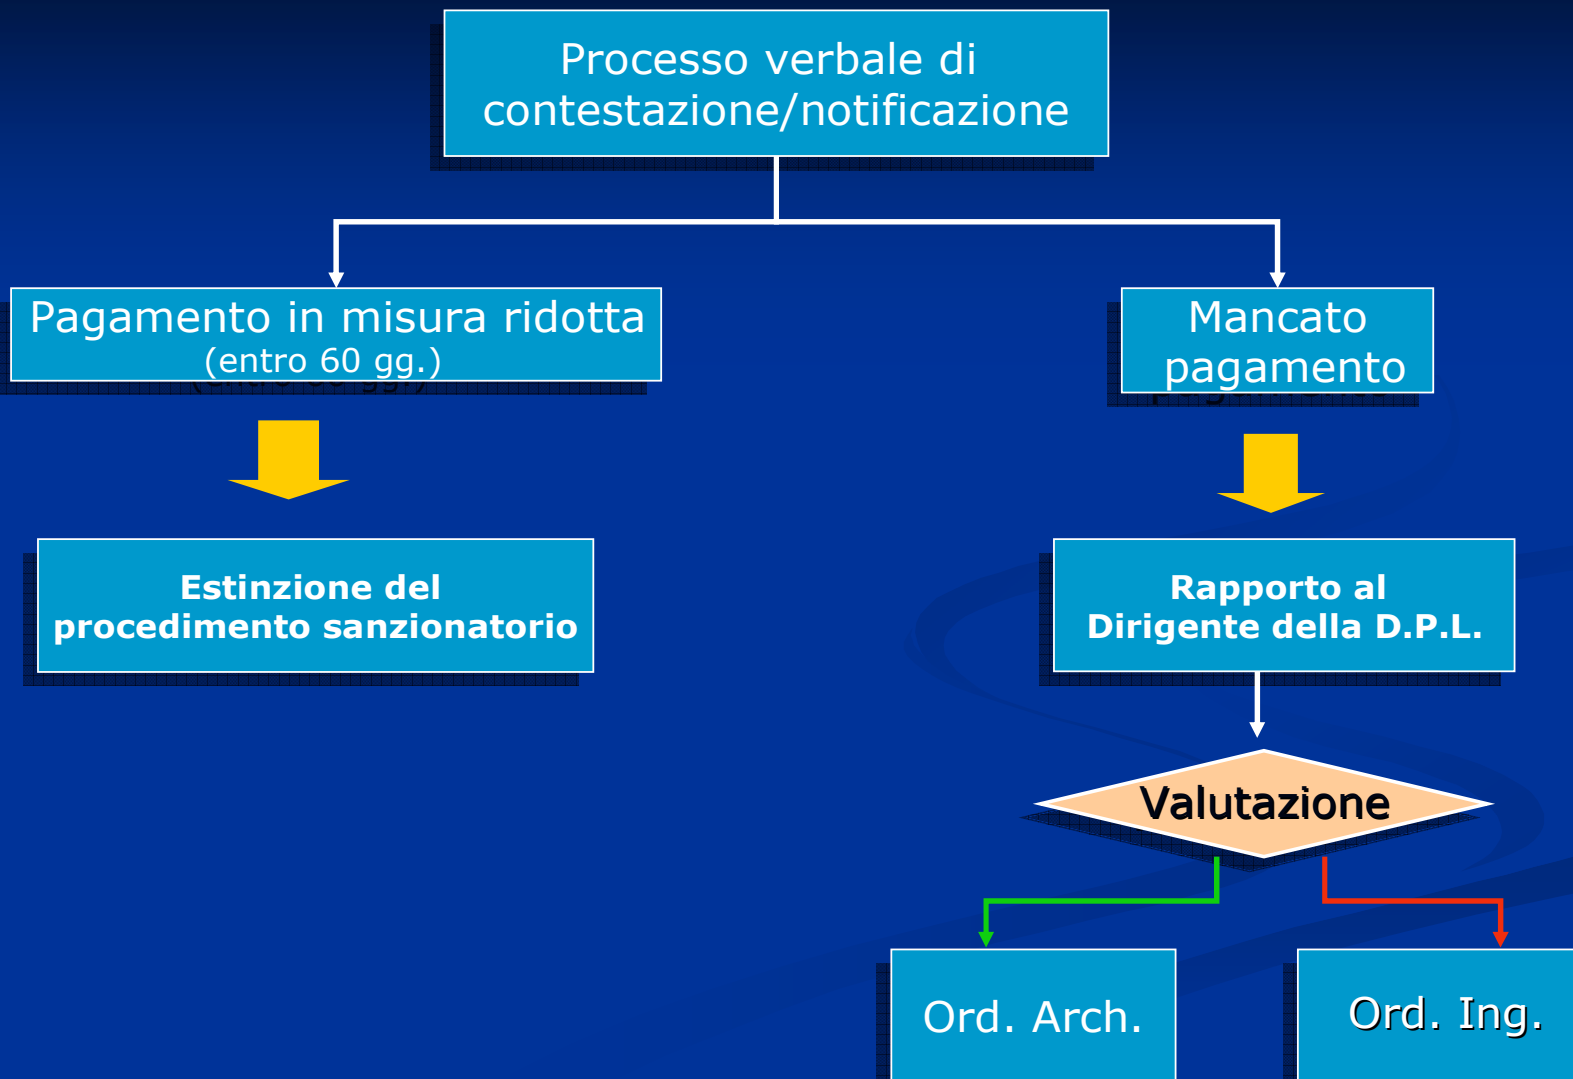 Processo verbale di
contestazione/notificazione
Pagamento in misura ridotta
(entro 60 gg.)
Mancato
pagamento
Estinzione del
procedimento sanzionatorio
Rapporto al
Dirigente della D.P.L.
Valutazione
Ord. Arch.
Ord. Ing.